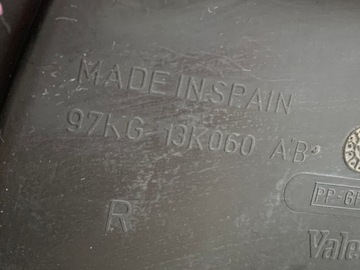 MADE IN SPAIN
97KG 13K060 AB
R
PP-GF
Vale